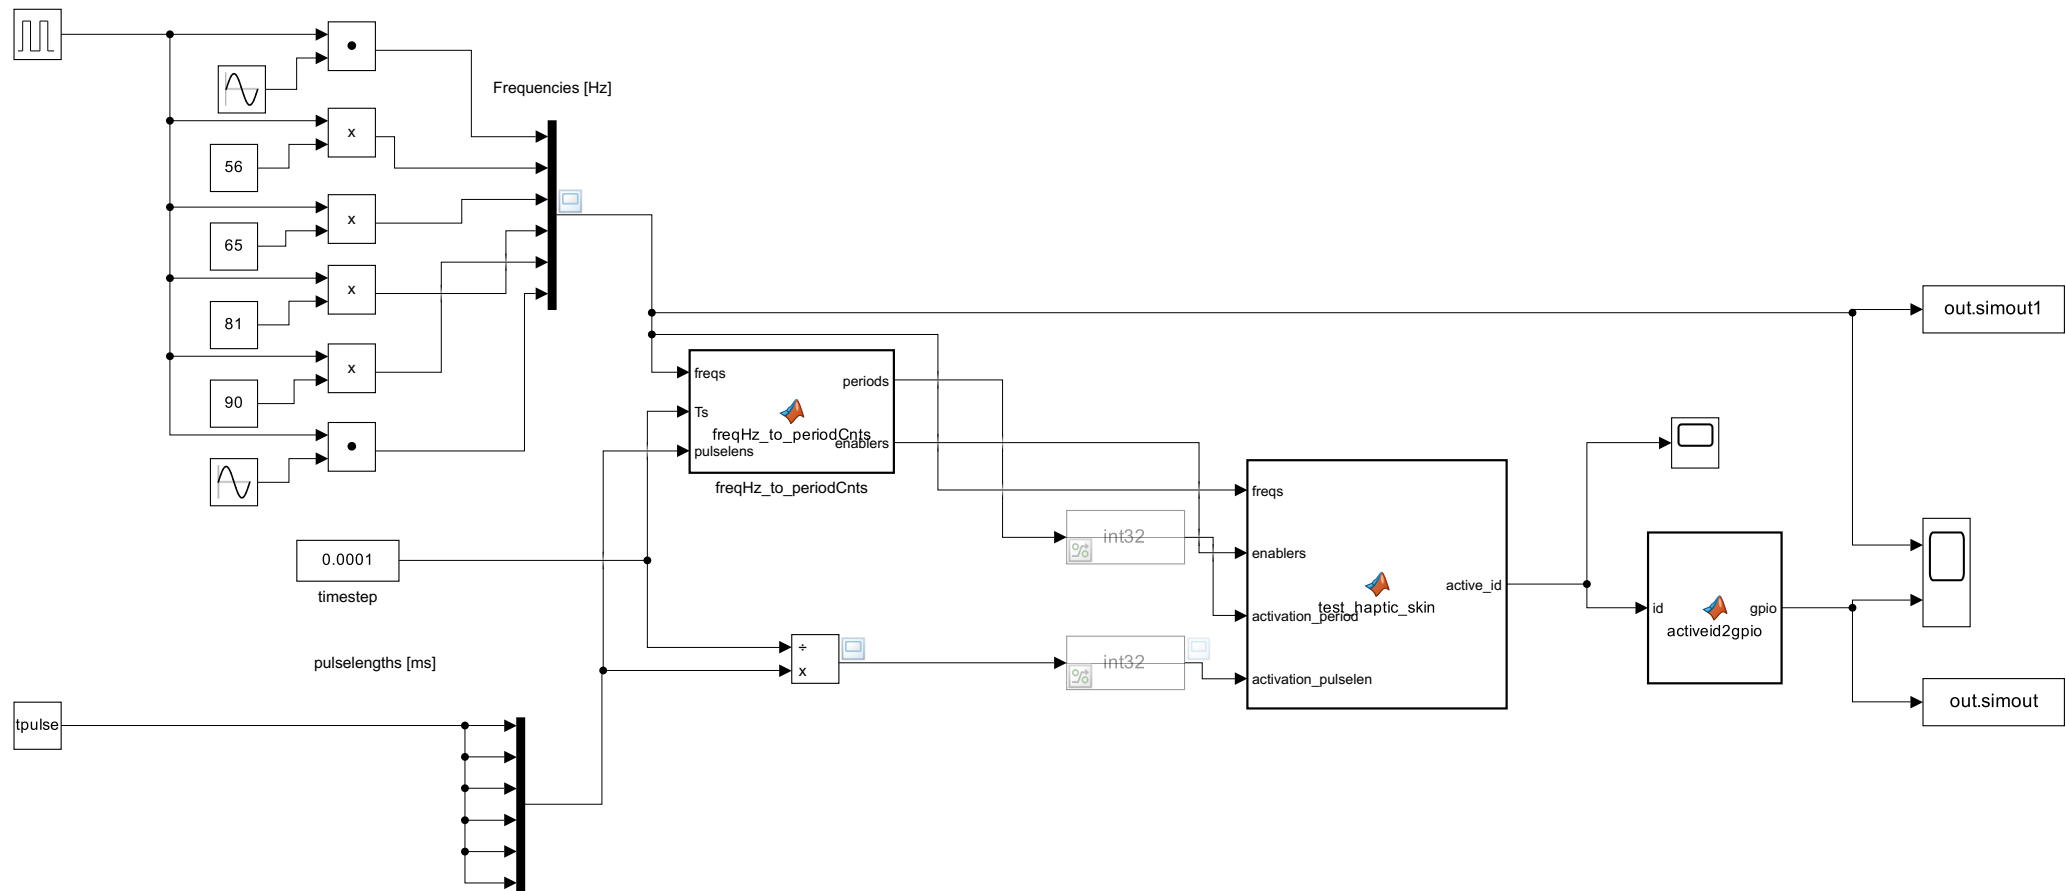 Frequencies [Hz]
x
56
x
65
x
81
x
90
freqs
Ts
pulselens
periods
enablers
freqHz_to_periodCnts
freqHz_to_periodCnts
0.0001
timestep
pulselengths [ms]
tpulse
÷
x
int32
int32
freqs
enablers
activation_period
activation_pulselen
active_id
test_haptic_skin
id
gpio
activeid2gpio
out.simout1
out.simout